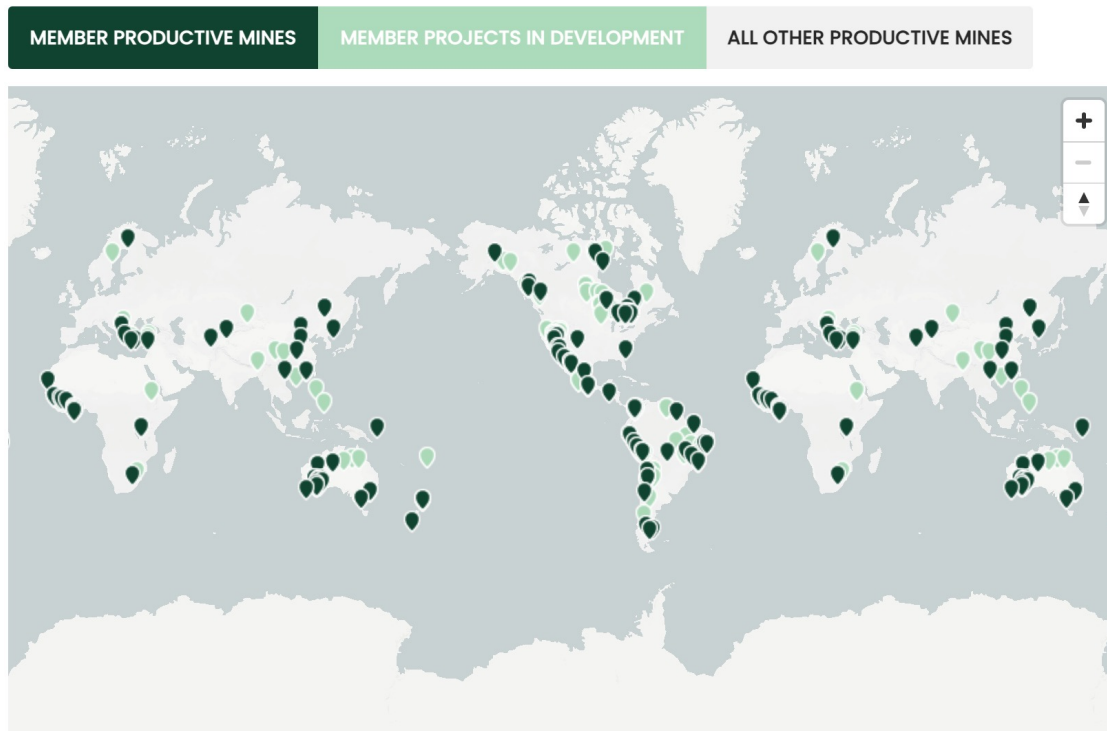 MEMBER PRODUCTIVE MINES
MEMBER PROJECTS IN DEVELOPMENT
ALL OTHER PRODUCTIVE MINES